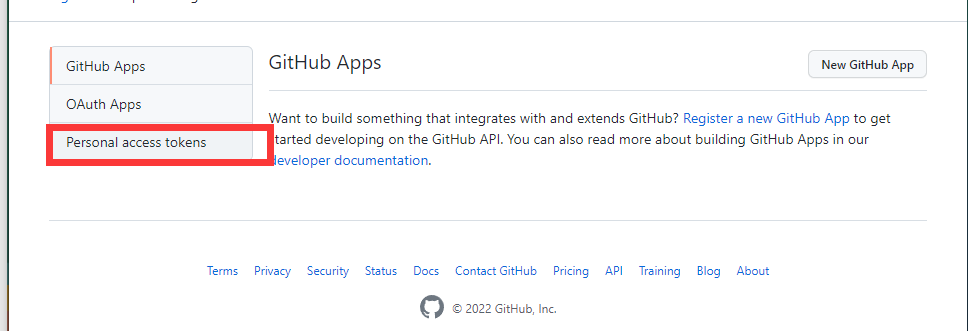 GitHub Apps
OAuth Apps
Personal access tokens
GitHub Apps
New GitHub App
Want to build something that integrates with and extends GitHub? Register a new GitHub App to get
started developing on the GitHub API. You can also read more about building GitHub Apps in our
developer documentation.
Terms Privacy Security Status Docs Contact GitHub Pricing API Training Blog About
© 2022 GitHub, Inc.